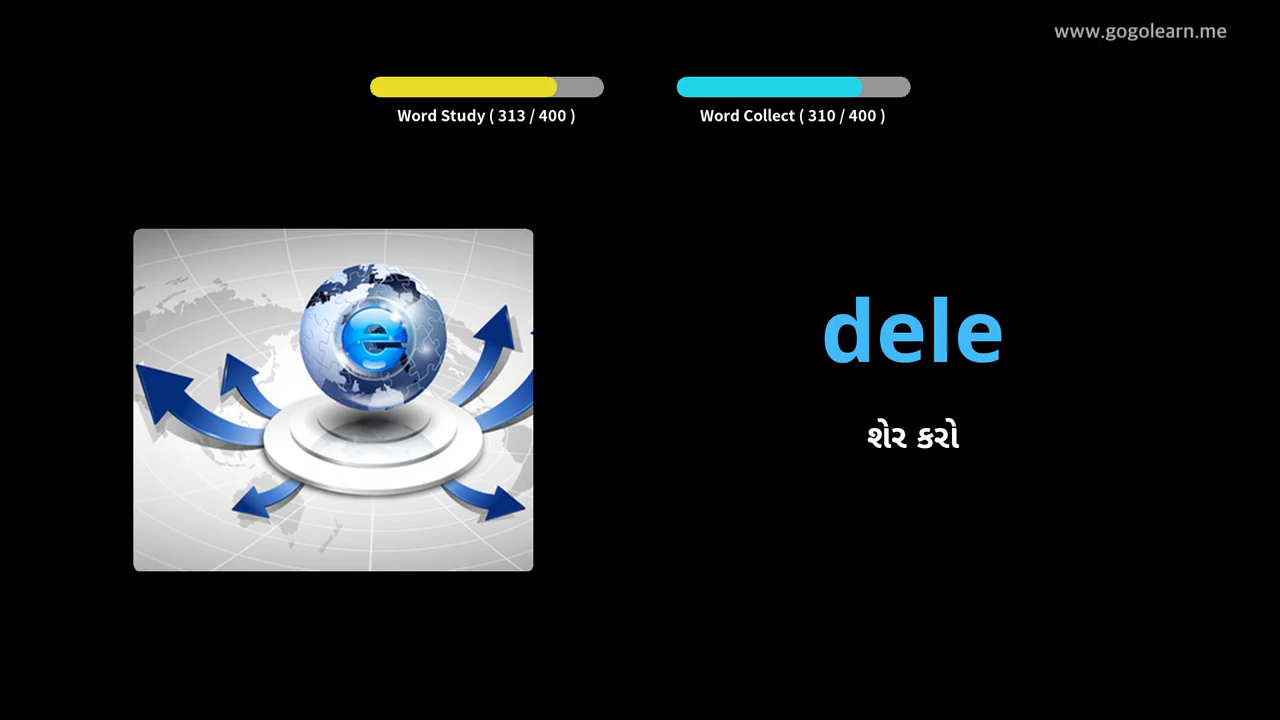 www.gogolearn.me
Word Study ( 313 / 400 )
Word Collect ( 310 / 400 )
e
dele
શેર કરો